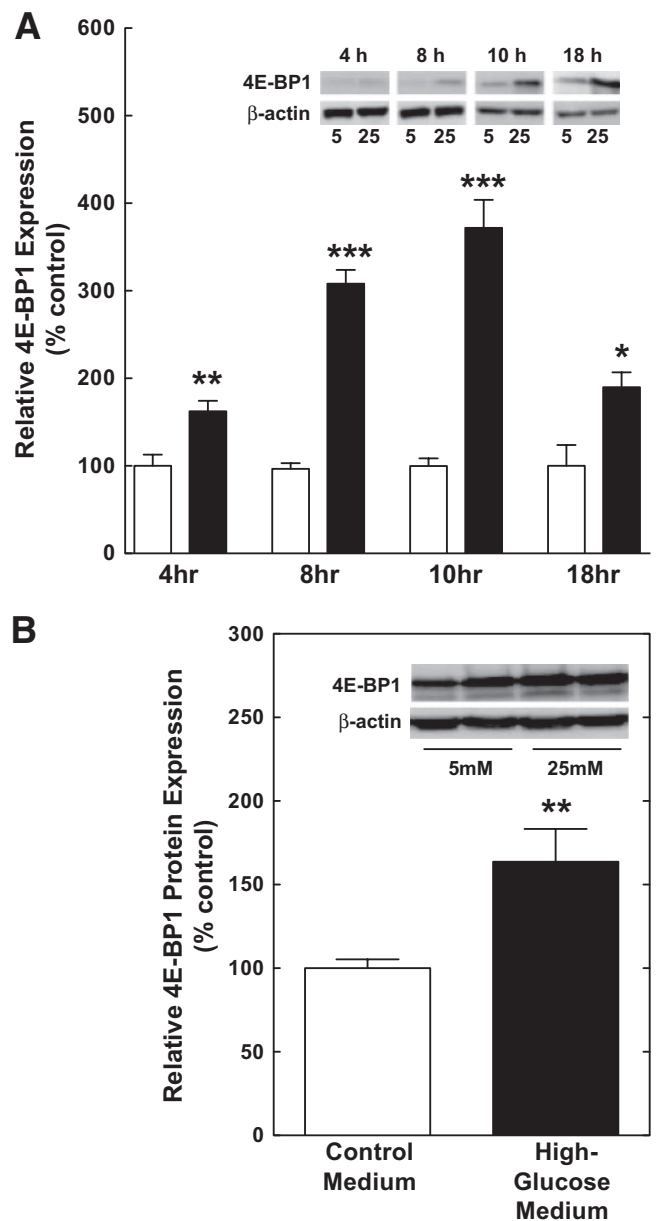 A
Relative 4E-BP1 Expression
(% control)
600
500
400
300
200
100
0
4 h 8 h 10 h 18 h
4E-BP1
β-actin
5 25 5 25 5 25 5 25
**
***
***
*
4hr 8hr 10hr 18hr
B
Relative 4E-BP1 Protein Expression
(% control)
300
250
200
150
100
50
0
4E-BP1
β-actin
5mM 25mM
**
Control
Medium
High-
Glucose
Medium